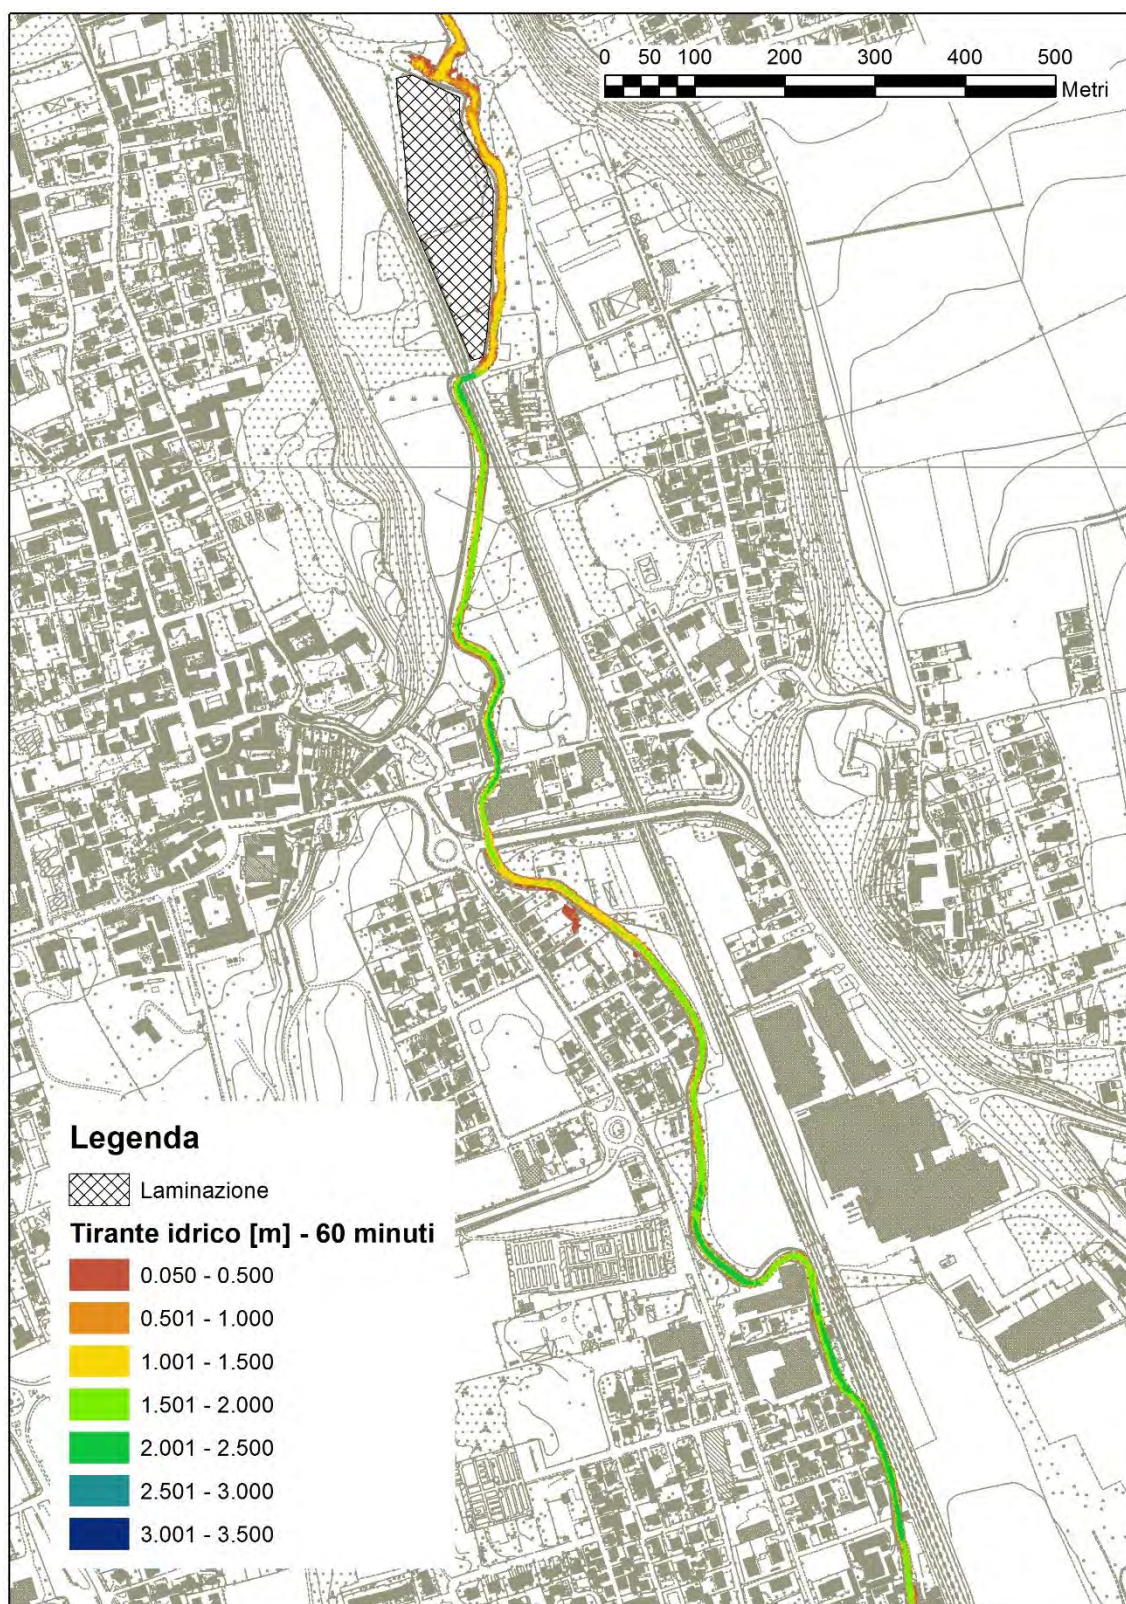 0 50 100 200 300 400 500
Metri
Legenda
Laminazione
Tirante idrico [m] - 60 minuti
0.050 - 0.500
0.501 - 1.000
1.001 - 1.500
1.501 - 2.000
2.001 - 2.500
2.501 - 3.000
3.001 - 3.500